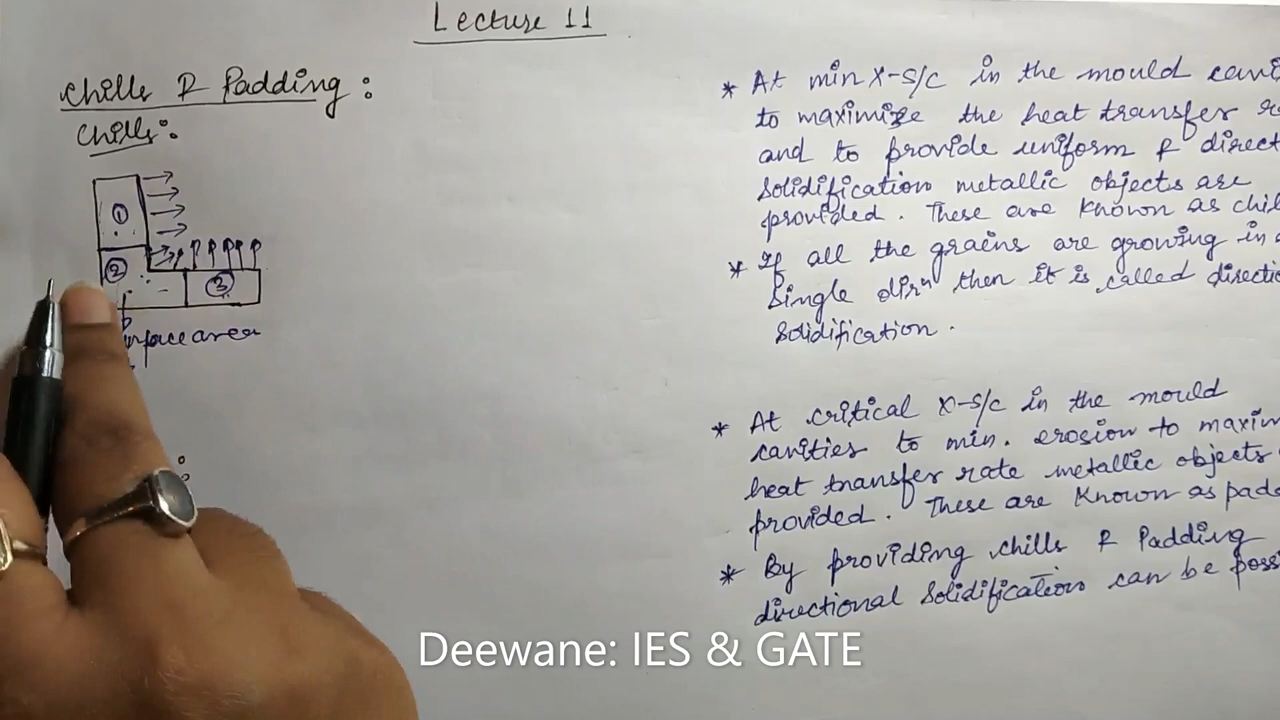 Lecture 11
Chills & Padding :
Chills :
1
2
3
surface area
* At min X-S/C in the mould
to maximize the heat transfer
and to provide uniform &
Solidification metallic objects are
provided. These are known as
* If all the grains are growing in
Single dirⁿ then it is called
Solidification.
* At critical X-S/C in the mould
cavities to min. erosion to
heat transfer rate metallic objects
provided. These are known as
* By providing chills & Padding
directional Solidification can be
Deewane: IES & GATE